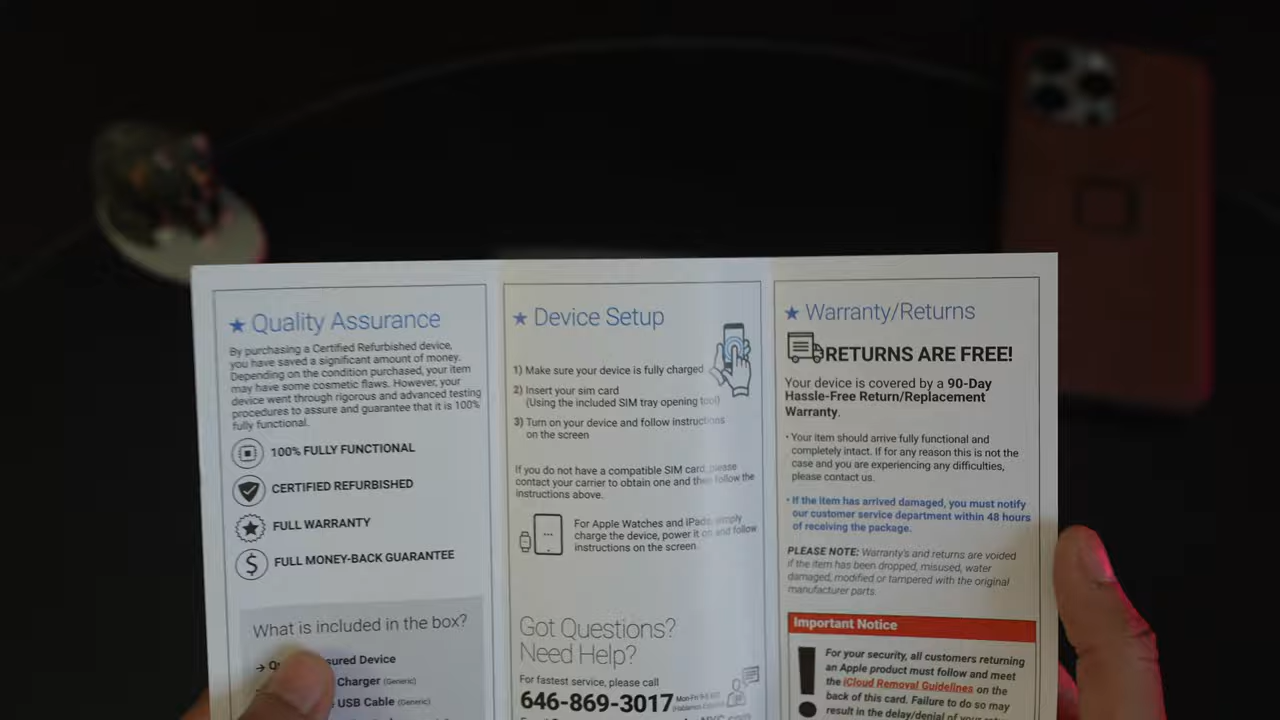 ★ Quality Assurance
By purchasing a Certified Refurbished device,
you have saved a significant amount of money.
Depending on the condition purchased, your item
may have some cosmetic flaws. However, your
device went through rigorous and advanced testing
procedures to assure and guarantee that it is 100%
fully functional.
100% FULLY FUNCTIONAL
CERTIFIED REFURBISHED
FULL WARRANTY
FULL MONEY-BACK GUARANTEE
What is included in the box?
→ sured Device
Charger (Generic)
USB Cable (Generic)
★ Device Setup
1) Make sure your device is fully charged
2) Insert your sim card
(Using the included SIM tray opening tool)
3) Turn on your device and follow instructions
on the screen
If you do not have a compatible SIM card, please
contact your carrier to obtain one and then follow the
instructions above.
For Apple Watches and iPads, simply
charge the device, power it on and follow
instructions on the screen.
Got Questions?
Need Help?
For fastest service, please call
646-869-3017
★ Warranty/Returns
RETURNS ARE FREE!
Your device is covered by a 90-Day
Hassle-Free Return/Replacement
Warranty.
• Your item should arrive fully functional and
completely intact. If for any reason this is not the
case and you are experiencing any difficulties,
please contact us.
• If the item has arrived damaged, you must notify
our customer service department within 48 hours
of receiving the package.
PLEASE NOTE: Warranty's and returns are voided
if the item has been dropped, misused, water
damaged, modified or tampered with the original
manufacturer parts.
Important Notice
For your security, all customers returning
an Apple product must follow and meet
the iCloud Removal Guidelines on the
back of this card. Failure to do so may
result in the delay/denial of your